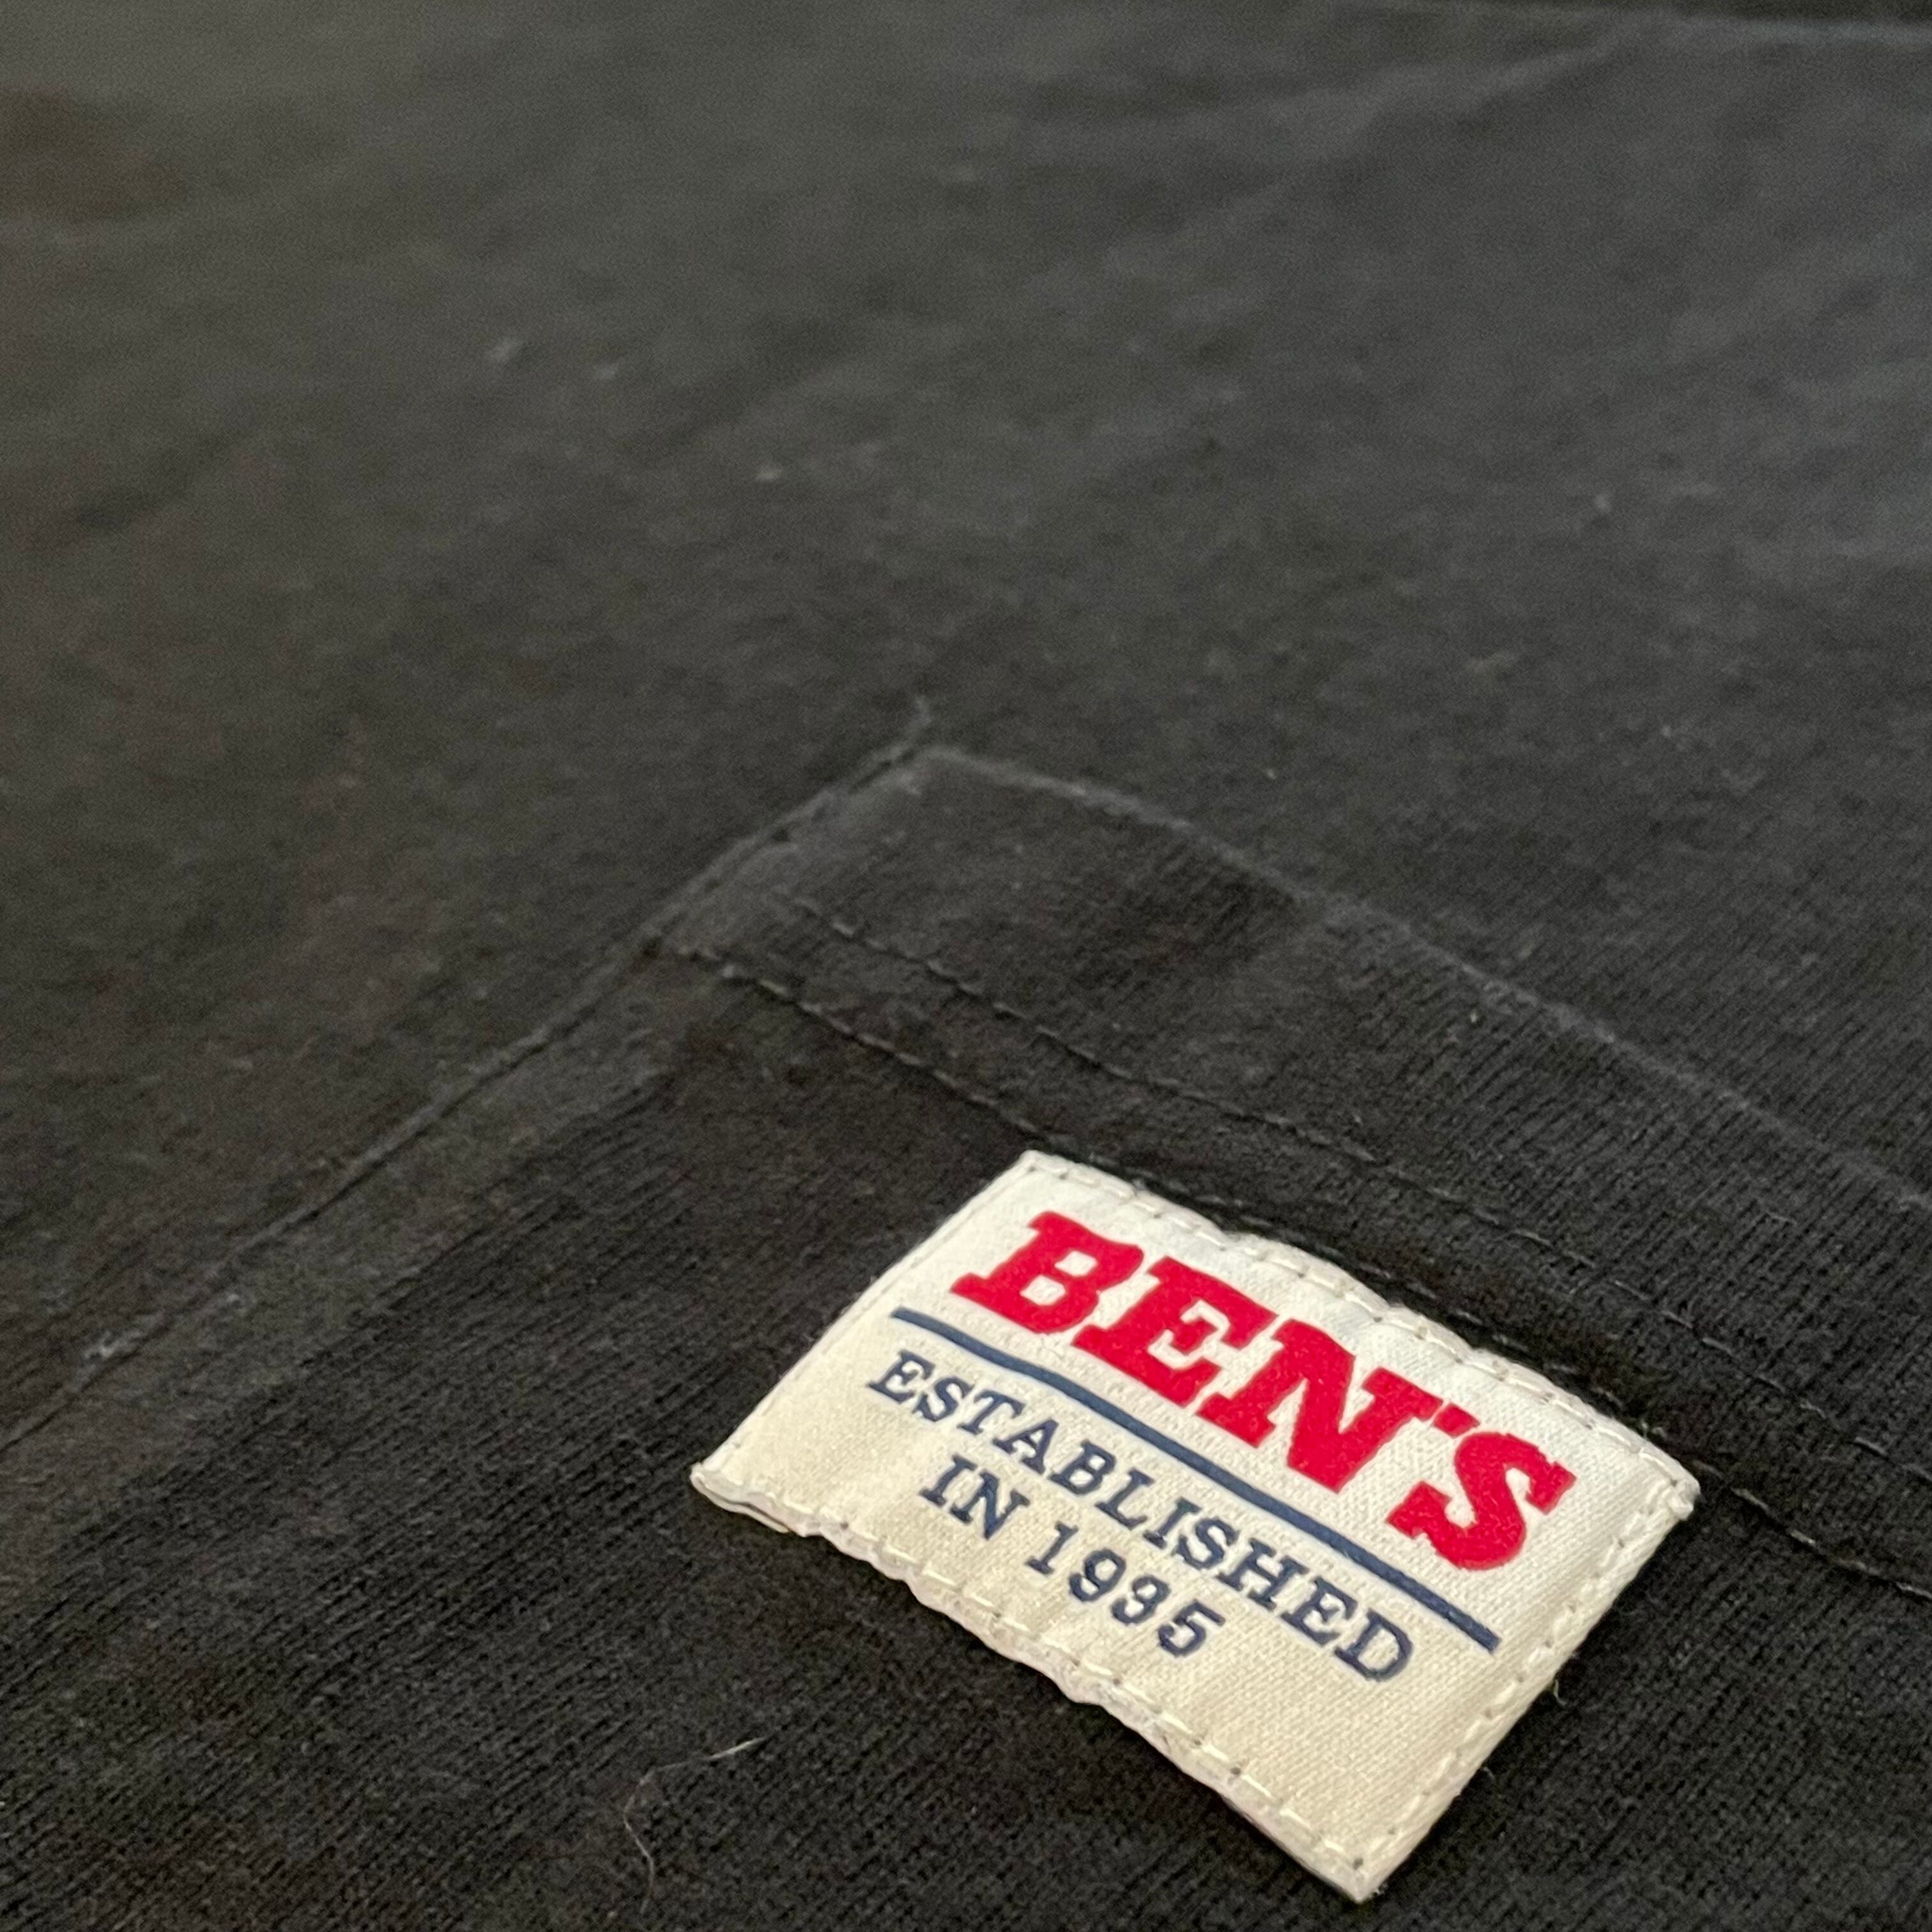 BEN'S
ESTABLISHED
IN 1935